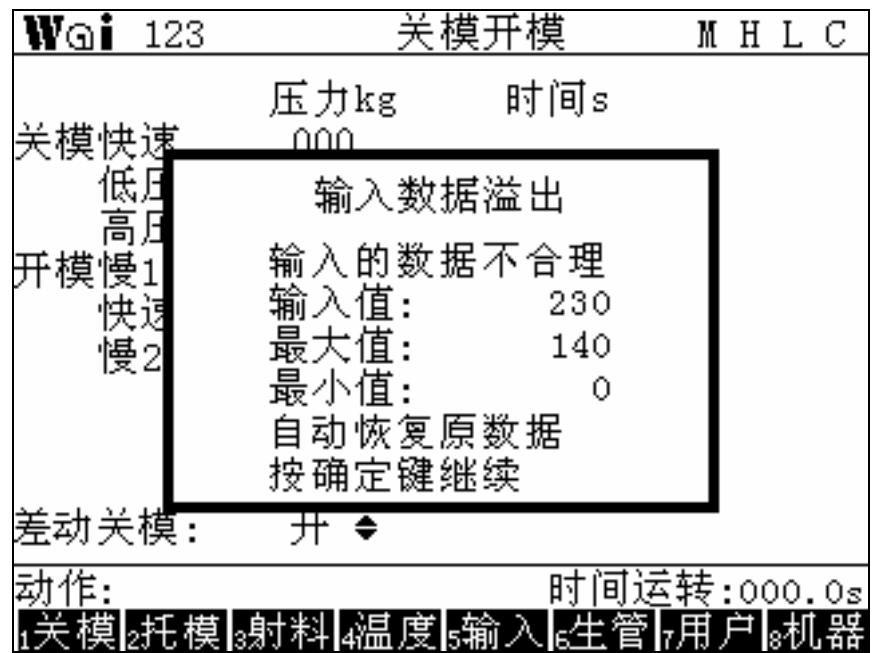 Wai 123 关模开模 M H L C
压力kg 时间s
关模快速 000
低压
高压
开模慢1
快速
慢2
输入数据溢出
输入的数据不合理
输入值: 230
最大值: 140
最小值: 0
自动恢复原数据
按确定键继续
差动关模: 开
动作: 时间运转:000.0s
1关模 2托模 3射料 4温度 5输入 6生管 7用户 8机器